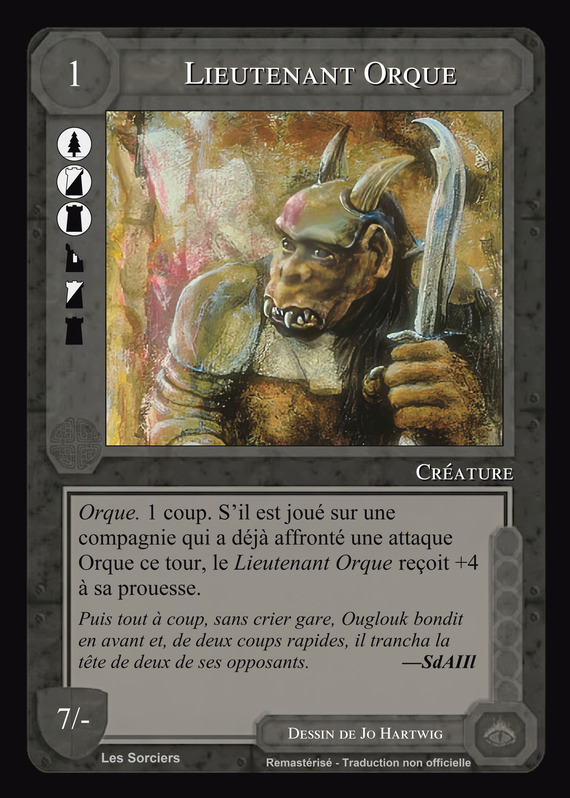 1
Lieutenant Orque
Créature
Orque. 1 coup. S'il est joué sur une
compagnie qui a déjà affronté une attaque
Orque ce tour, le Lieutenant Orque reçoit +4
à sa prouesse.
Puis tout à coup, sans crier gare, Ouglouk bondit
en avant et, de deux coups rapides, il trancha la
tête de deux de ses opposants. —SdAIII
7/-
Dessin de Jo Hartwig
Les Sorciers
Remastérisé - Traduction non officielle